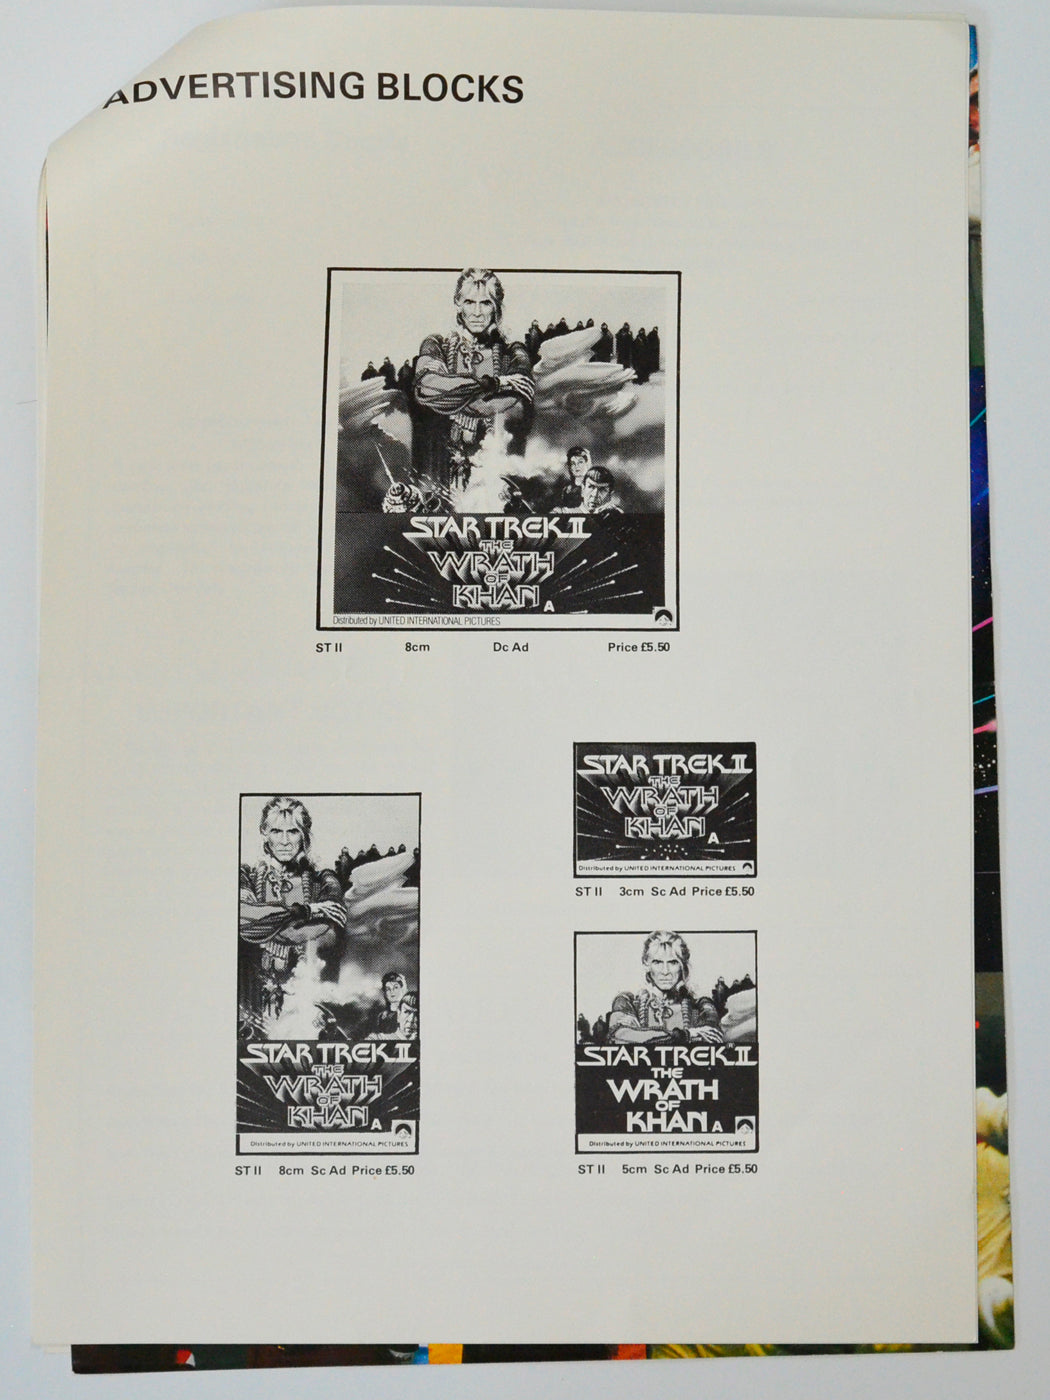 ADVERTISING BLOCKS
STAR TREK II
THE
WRATH
OF
KHAN A
Distributed by UNITED INTERNATIONAL PICTURES
ST II 8cm Dc Ad Price £5.50
STAR TREK II
THE
WRATH
OF
KHAN A
Distributed by UNITED INTERNATIONAL PICTURES
ST II 3cm Sc Ad Price £5.50
STAR TREK II
THE
WRATH
OF
KHAN A
Distributed by UNITED INTERNATIONAL PICTURES
ST II 8cm Sc Ad Price £5.50
STAR TREK II
THE
WRATH
OF
KHAN A
Distributed by UNITED INTERNATIONAL PICTURES
ST II 5cm Sc Ad Price £5.50